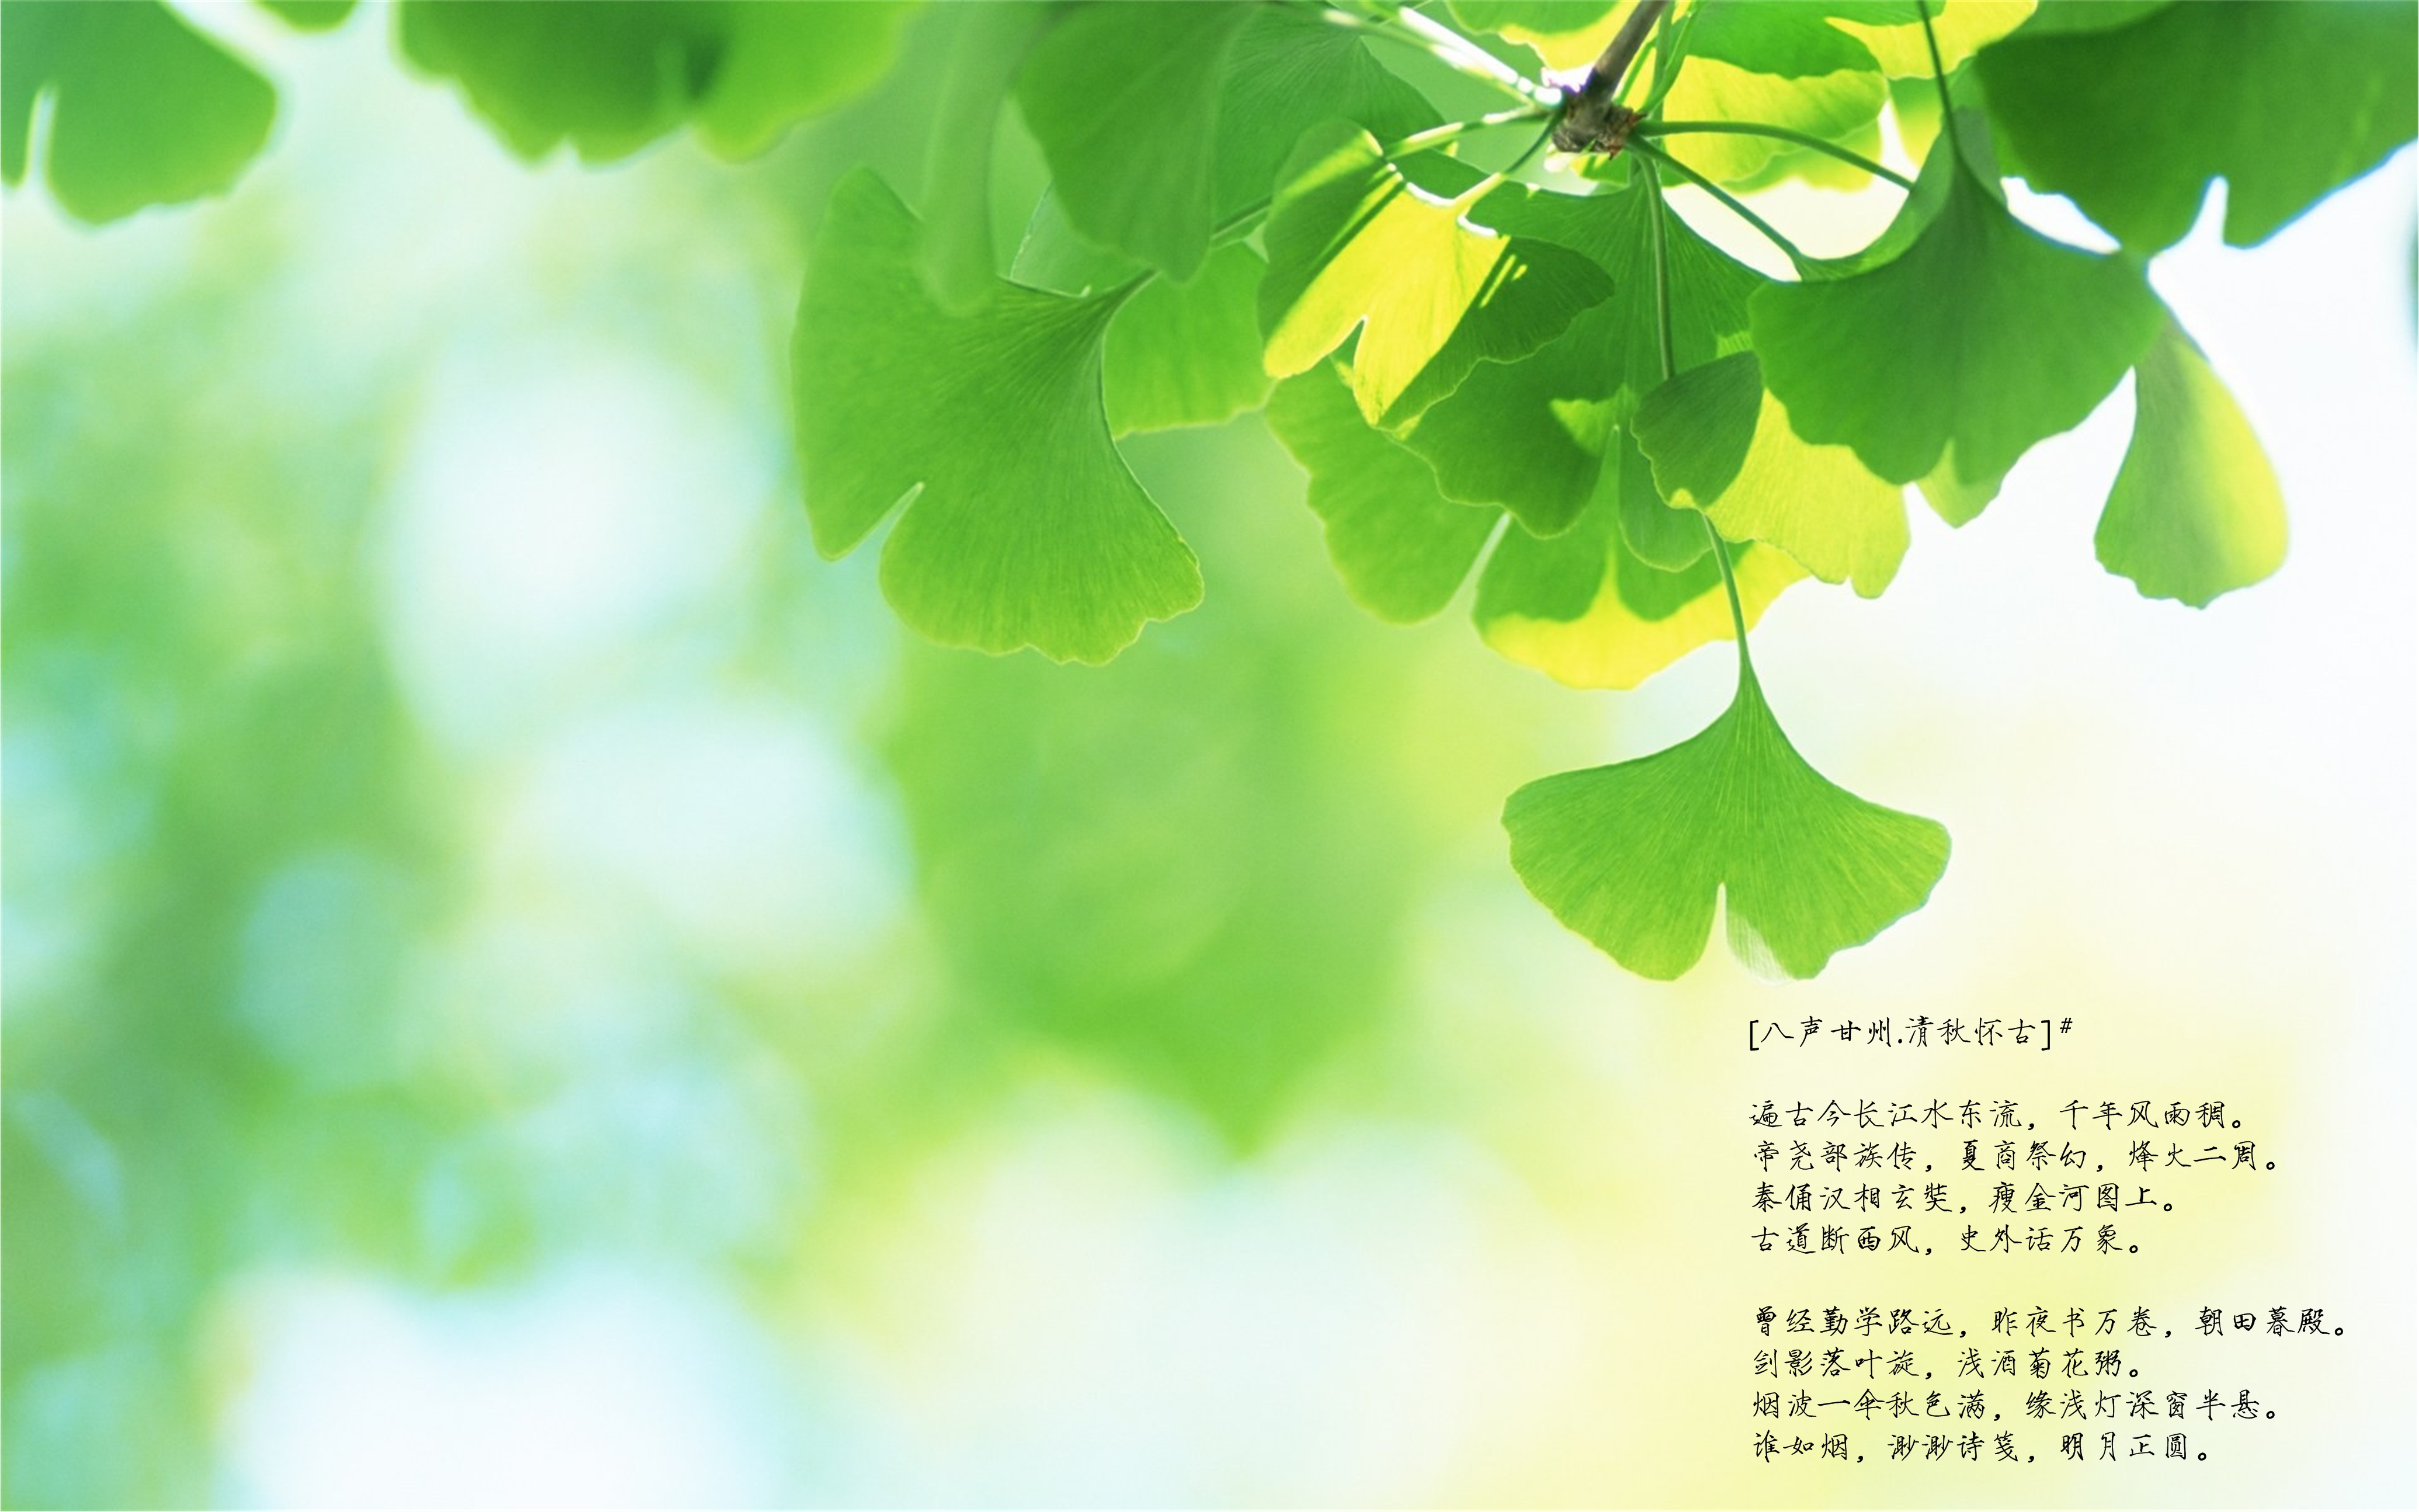 [八声甘州.清秋怀古]#
遍古今长江水东流，千年风雨稠。
帝尧部族传，夏商祭幻，烽火二周。
秦俑汉相玄奘，瘦金河图上。
古道断西风，史外话万象。
曾经勤学路远，昨夜书万卷，朝田暮殿。
剑影落叶旋，浅酒菊花粥。
烟波一伞秋色满，缘浅灯深窗半悬。
谁如烟，渺渺诗笺，明月正圆。